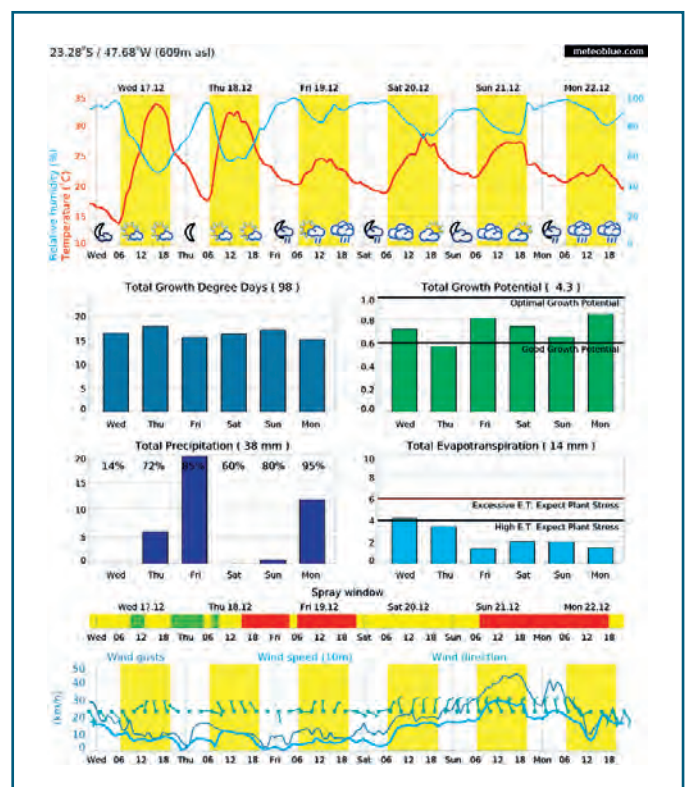 23.28°S / 47.68°W (609m asl)
meteoblue.com
Wed 17.12 Thu 18.12 Fri 19.12 Sat 20.12 Sun 21.12 Mon 22.12
35 100
30 80
25 60
20 40
15 20
10 0
Relative humidity (%)
Temperature (°C)
Wed 06 12 18 Thu 06 12 18 Fri 06 12 18 Sat 06 12 18 Sun 06 12 18 Mon 06 12 18
Total Growth Degree Days ( 98 )
20
15
10
5
0
Wed Thu Fri Sat Sun Mon
Total Growth Potential ( 4.3 )
1.0
Optimal Growth Potential
0.8
0.6
Good Growth Potential
0.4
0.2
0.0
Wed Thu Fri Sat Sun Mon
Total Precipitation ( 38 mm )
20
14% 72% 85% 60% 80% 95%
15
10
5
0
Wed Thu Fri Sat Sun Mon
Total Evapotranspiration ( 14 mm )
10
8
6
Excessive E.T. Expect Plant Stress
4
High E.T. Expect Plant Stress
2
0
Wed Thu Fri Sat Sun Mon
Spray window
Wed 17.12 Thu 18.12 Fri 19.12 Sat 20.12 Sun 21.12 Mon 22.12
Wed 06 12 18 Thu 06 12 18 Fri 06 12 18 Sat 06 12 18 Sun 06 12 18 Mon 06 12 18
Wind gusts Wind speed (10m) Wind direction
50
40
30
20
10
0
(km/h)
Wed 06 12 18 Thu 06 12 18 Fri 06 12 18 Sat 06 12 18 Sun 06 12 18 Mon 06 12 18